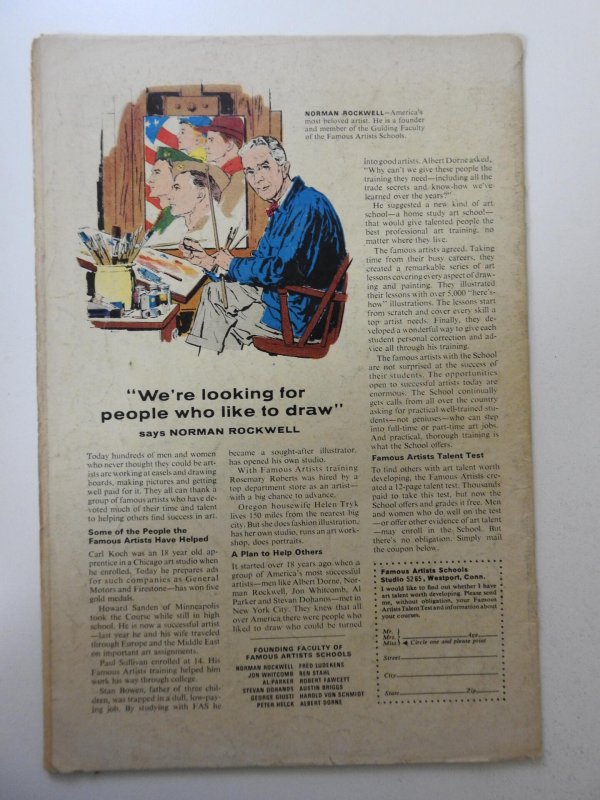 NORMAN ROCKWELL—America's
most beloved artist. He is a founder
and member of the Guiding Faculty
of the Famous Artists Schools.
"We're looking for
people who like to draw"
says NORMAN ROCKWELL
Today hundreds of men and women
who never thought they could be art-
ists are working at easels and drawing
boards, making pictures and getting
well paid for it. They all can thank a
group of famous artists who have de-
voted much of their time and talent
to helping others find success in art.
Some of the People the
Famous Artists Have Helped
Carl Koch was an 18 year old ap-
prentice in a Chicago art studio when
he enrolled. Today he prepares ads
for such companies as General
Motors and Firestone—has won five
gold medals.
Howard Sanden of Minneapolis
took the Course while still in high
school. He is now a successful artist
—last year he and his wife traveled
through Europe and the Middle East
on important art assignments.
Paul Sullivan enrolled at 14. His
Famous Artists training helped him
work his way through college.
Stan Bowen, father of three chil-
dren, was trapped in a dull, low-pay-
ing job. By studying with FAS he
became a sought-after illustrator,
has opened his own studio.
With Famous Artists training
Rosemary Roberts was hired by a
top department store as an artist—
with a big chance to advance.
Oregon housewife Helen Tryk
lives 150 miles from the nearest big
city. But she does fashion illustration,
has her own studio, runs an art work-
shop, does portraits.
A Plan to Help Others
It started over 18 years ago when a
group of America's most successful
artists—men like Albert Dorne, Nor-
man Rockwell, Jon Whitcomb, Al
Parker and Stevan Dohanos—met in
New York City. They knew that all
over America there were people who
liked to draw who could be turned
FOUNDING FACULTY OF
FAMOUS ARTISTS SCHOOLS
NORMAN ROCKWELL FRED LUDEKENS
JON WHITCOMB BEN STAHL
AL PARKER ROBERT FAWCETT
STEVAN DOHANOS AUSTIN BRIGGS
GEORGE GIUSTI HAROLD VON SCHMIDT
PETER HELCK ALBERT DORNE
into good artists. Albert Dorne asked,
"Why can't we give these people the
training they need—including all the
trade secrets and know-how we've
learned over the years?"
He suggested a new kind of art
school—a home study art school—
that would give talented people the
best professional art training, no
matter where they live.
The famous artists agreed. Taking
time from their busy careers, they
created a remarkable series of art
lessons covering every aspect of draw-
ing and painting. They illustrated
their lessons with over 5,000 "here's-
how" illustrations. The lessons start
from scratch and cover every skill a
top artist needs. Finally, they de-
veloped a wonderful way to give each
student personal correction and ad-
vice all through his training.
The famous artists with the School
are not surprised at the success of
their students. The opportunities
open to successful artists today are
enormous. The School continually
gets calls from all over the country
asking for practical well-trained stu-
dents—not geniuses—who can step
into full-time or part-time art jobs.
And practical, thorough training is
what the School offers.
Famous Artists Talent Test
To find others with art talent worth
developing, the Famous Artists cre-
ated a 12-page talent test. Thousands
paid to take this test, but now the
School offers and grades it free. Men
and women who do well on the test
—or offer other evidence of art talent
—may enroll in the School. But
there's no obligation. Simply mail
the coupon below.
Famous Artists Schools
Studio 5265, Westport, Conn.
I would like to find out whether I have
art talent worth developing. Please send
me, without obligation, your Famous
Artists Talent Test and information about
your courses.
Mr.
Mrs. Age
Miss Circle one and please print
Street
City
State Zip